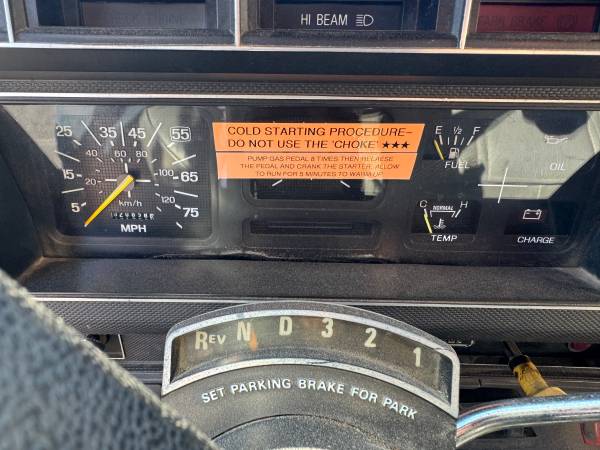 HI BEAM
COLD STARTING PROCEDURE-
DO NOT USE THE 'CHOKE' ★★★
PUMP GAS PEDAL 8 TIMES THEN RELEASE
THE PEDAL AND CRANK THE STARTER. ALLOW
TO RUN FOR 5 MINUTES TO WARM UP
5 15 25 35 45 55 65 75
20 40 60 80 100 120
km/h
MPH
E 1/2 F
FUEL
OIL
C NORMAL H
TEMP
CHARGE
REV N D 3 2 1
SET PARKING BRAKE FOR PARK